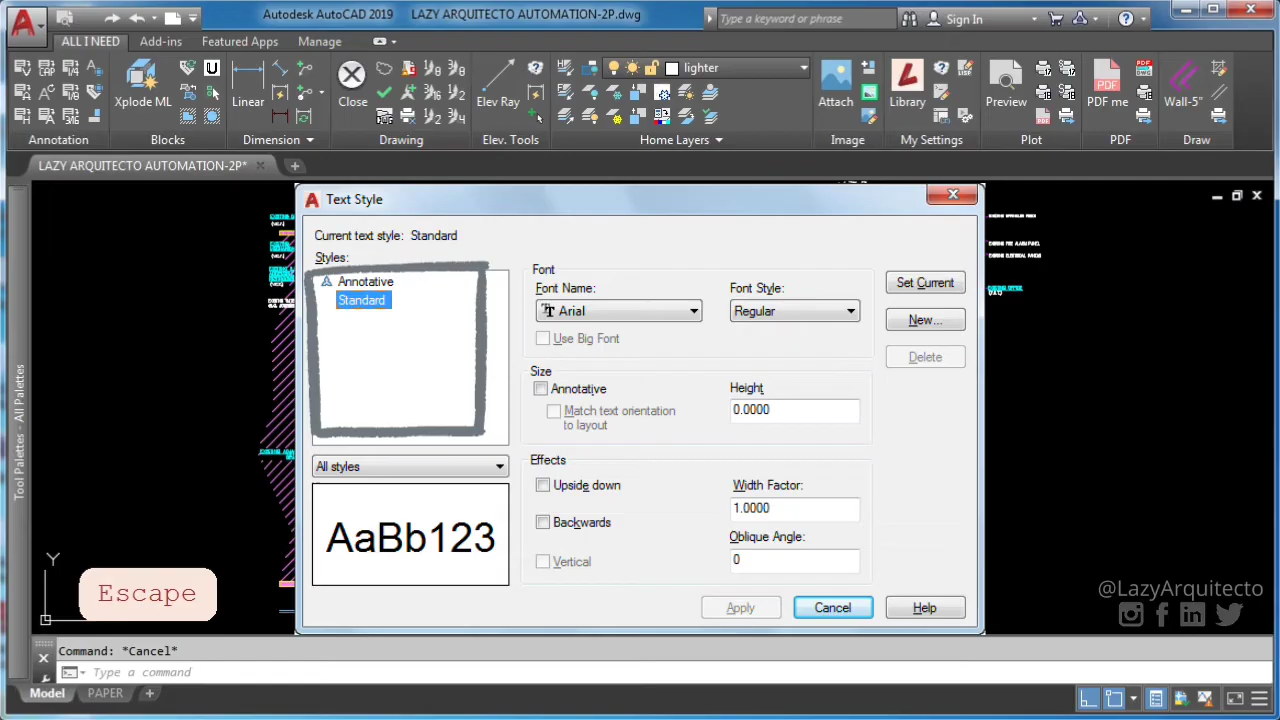 Autodesk AutoCAD 2019 LAZY ARQUITECTO AUTOMATION-2P.dwg
Type a keyword or phrase
Sign In
ALL I NEED
Add-ins
Featured Apps
Manage
Xplode ML
Linear
Close
Elev Ray
lighter
Attach
Library
Preview
PDF
PDF me
Wall-5"
Annotation
Blocks
Dimension
Drawing
Elev. Tools
Home Layers
Image
My Settings
Plot
PDF
Draw
LAZY ARQUITECTO AUTOMATION-2P*
Text Style
Current text style: Standard
Styles:
Annotative
Standard
All styles
AaBb123
Font
Font Name:
Arial
Font Style:
Regular
Use Big Font
Size
Annotative
Match text orientation
to layout
Height
0.0000
Effects
Upside down
Backwards
Vertical
Width Factor:
1.0000
Oblique Angle:
0
Set Current
New...
Delete
Apply
Cancel
Help
Tool Palettes - All Palettes
Y
Escape
@LazyArquitecto
Command: *Cancel*
Type a command
Model
PAPER